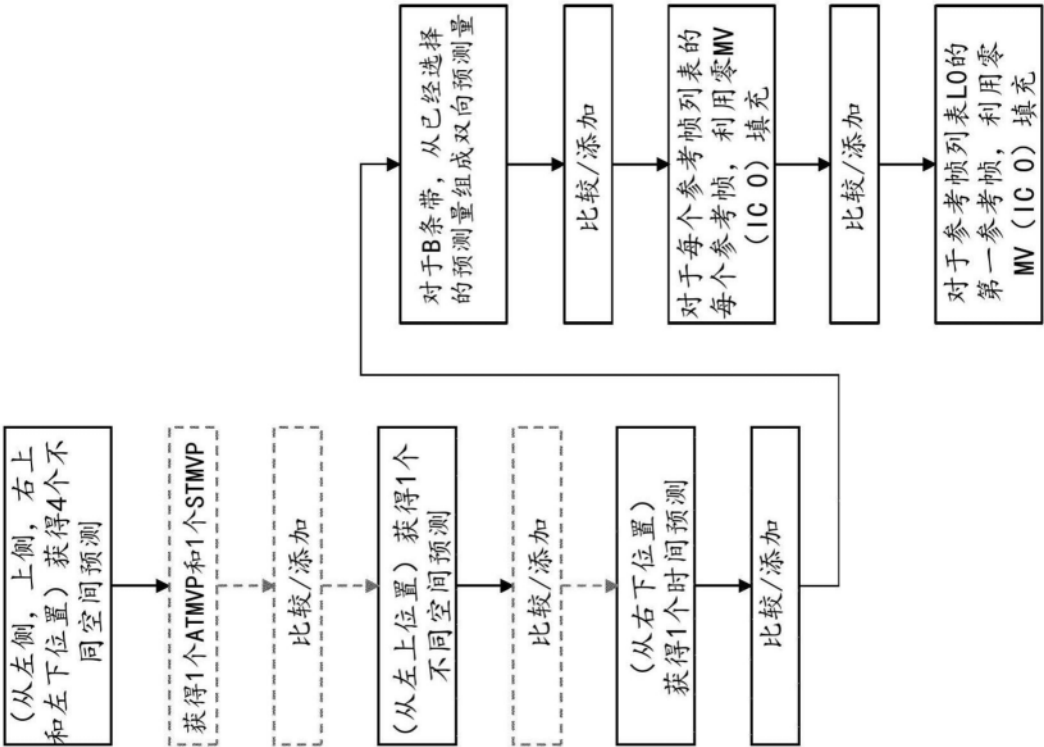 (从左侧，上侧，右上
和左下位置) 获得4个不
同空间预测
获得1个ATMVP和1个STMVP
比较/添加
(从左上位置) 获得1个
不同空间预测
比较/添加
(从右下位置)
获得1个时间预测
比较/添加
对于B条带，从已经选择
的预测量组成双向预测量
比较/添加
对于每个参考帧列表的
每个参考帧，利用零MV
(IC 0) 填充
比较/添加
对于参考帧列表L0的
第一参考帧，利用零
MV (IC 0) 填充